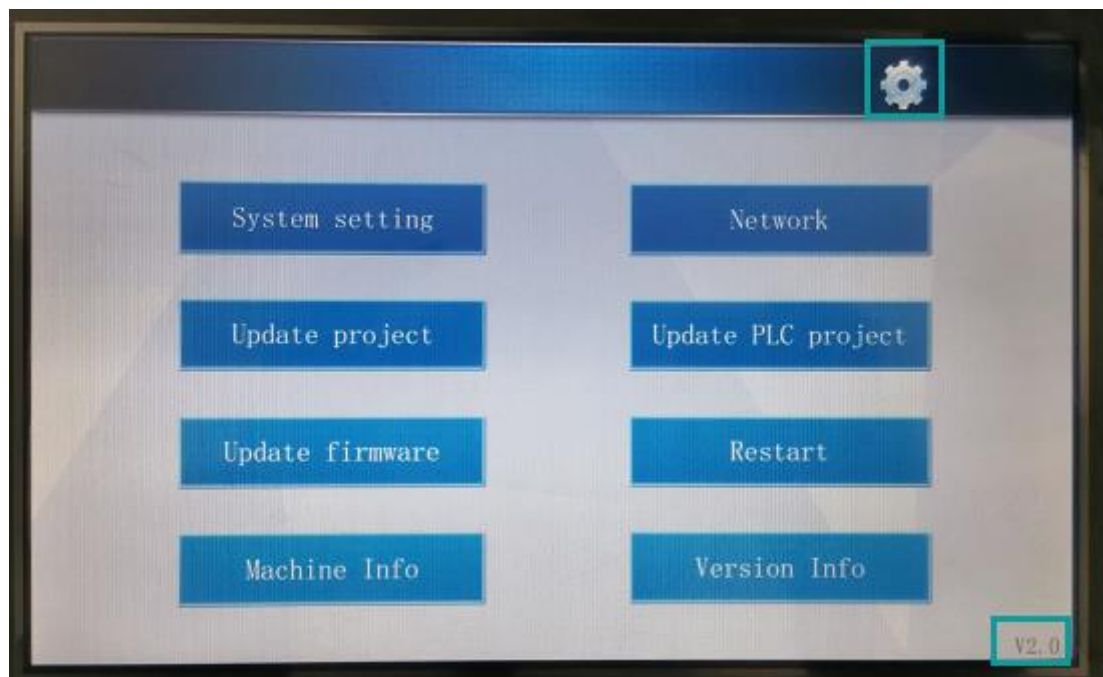 System setting
Network
Update project
Update PLC project
Update firmware
Restart
Machine Info
Version Info
V2.0